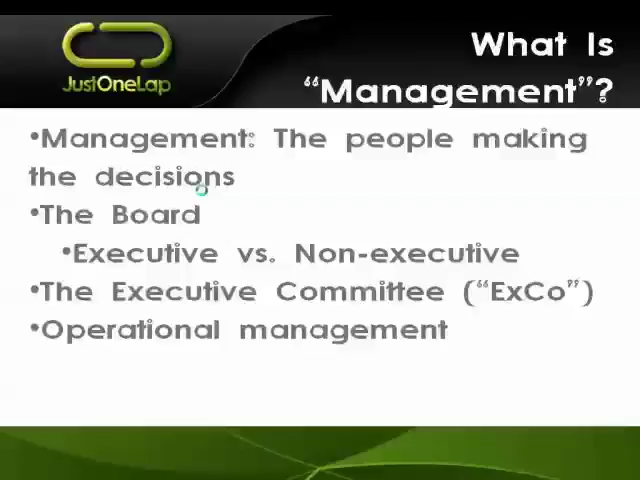 JustOneLap
What Is
“Management”?
•Management: The people making
the decisions
•The Board
•Executive vs. Non-executive
•The Executive Committee (“ExCo”)
•Operational management